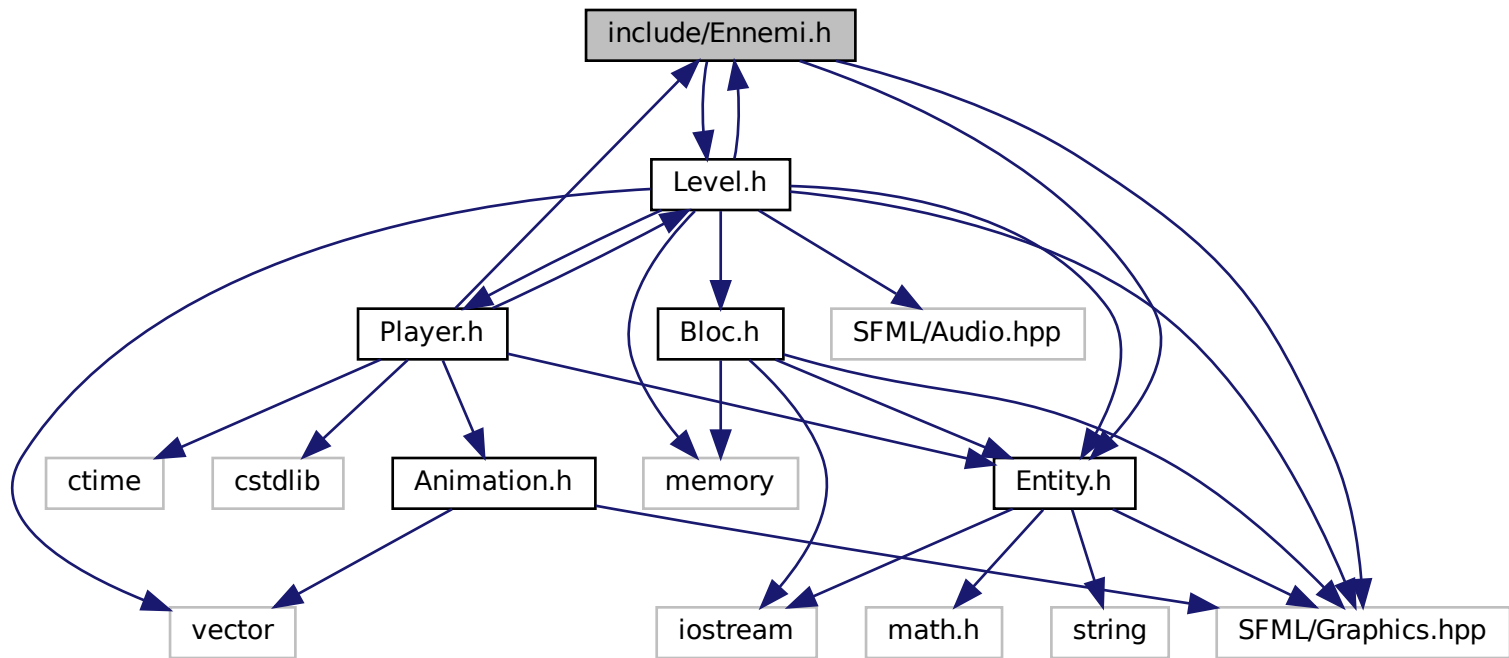 include/Ennemi.h
Level.h
Player.h
Bloc.h
SFML/Audio.hpp
ctime
cstdlib
Animation.h
memory
Entity.h
vector
iostream
math.h
string
SFML/Graphics.hpp